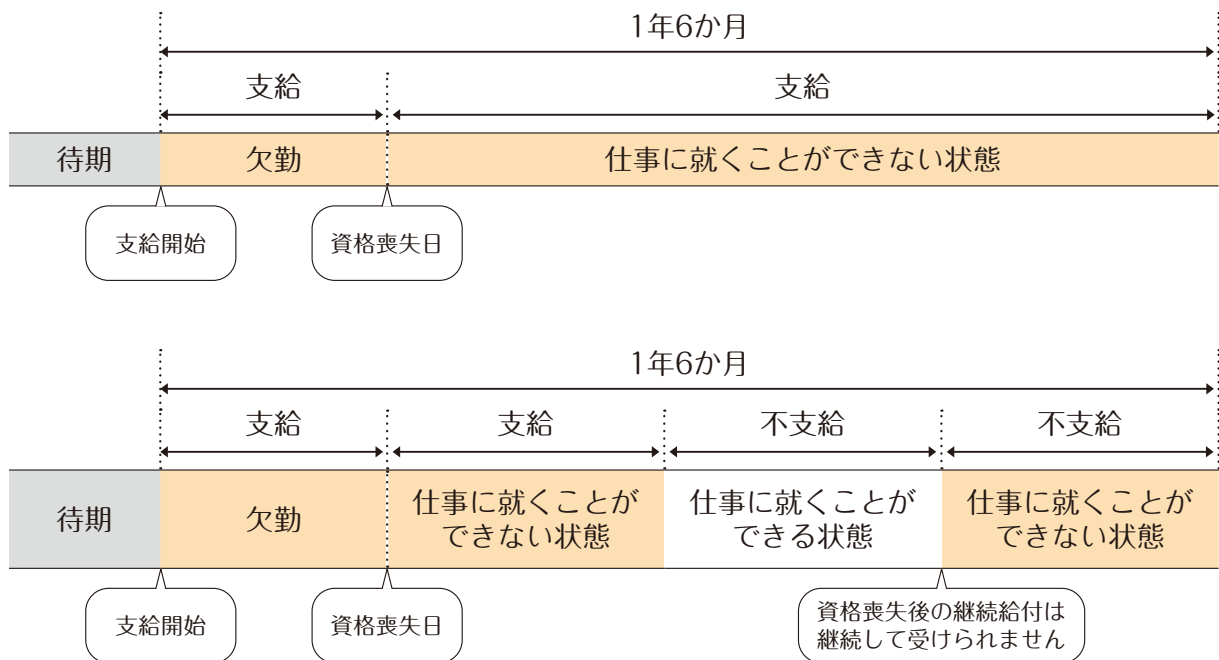 1年6か月
支給
支給
待期
欠勤
仕事に就くことができない状態
支給開始
資格喪失日
1年6か月
支給
支給
不支給
不支給
待期
欠勤
仕事に就くことが
できない状態
仕事に就くことが
できる状態
仕事に就くことが
できない状態
支給開始
資格喪失日
資格喪失後の継続給付は
継続して受けられません